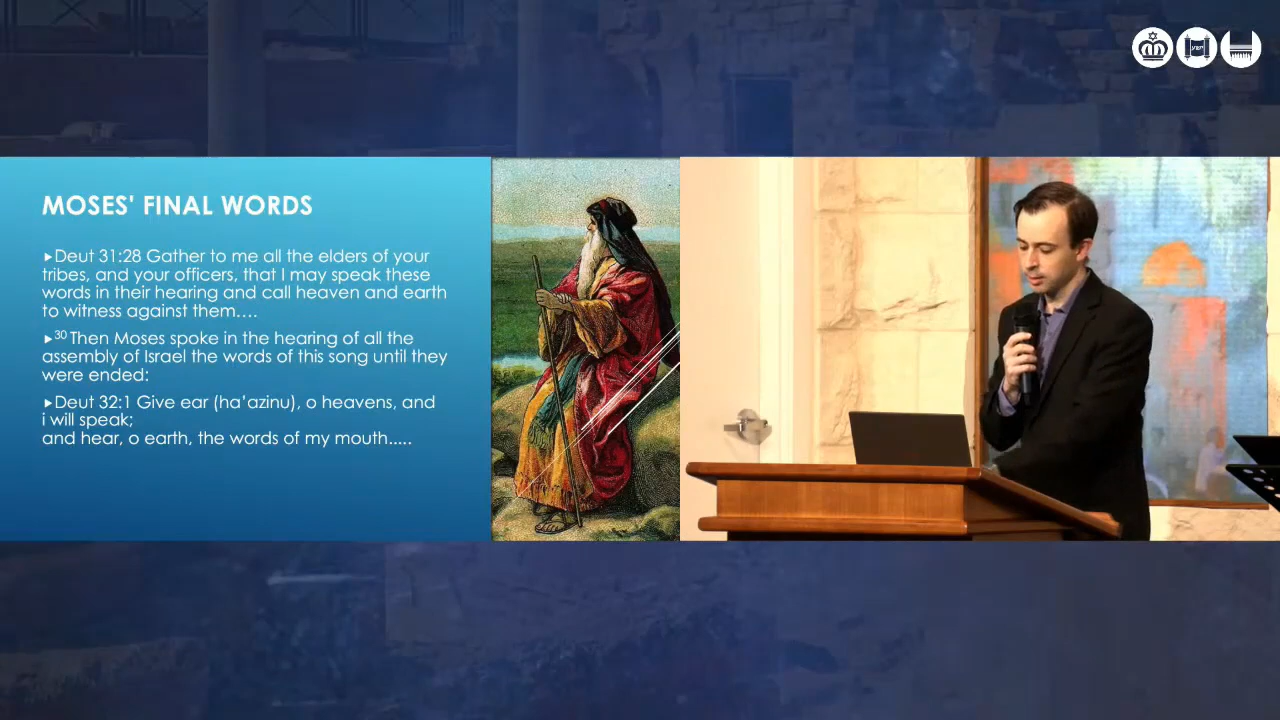 MOSES' FINAL WORDS
▸Deut 31:28 Gather to me all the elders of your
tribes, and your officers, that I may speak these
words in their hearing and call heaven and earth
to witness against them….
▸30 Then Moses spoke in the hearing of all the
assembly of Israel the words of this song until they
were ended:
▸Deut 32:1 Give ear (ha'azinu), o heavens, and
i will speak;
and hear, o earth, the words of my mouth.....